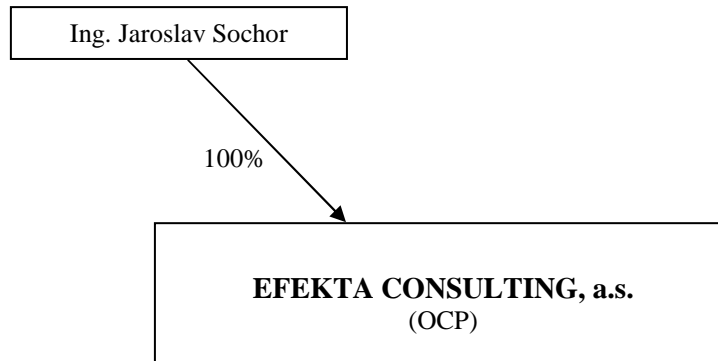 Ing. Jaroslav Sochor
100%
EFEKTA CONSULTING, a.s.
(OCP)